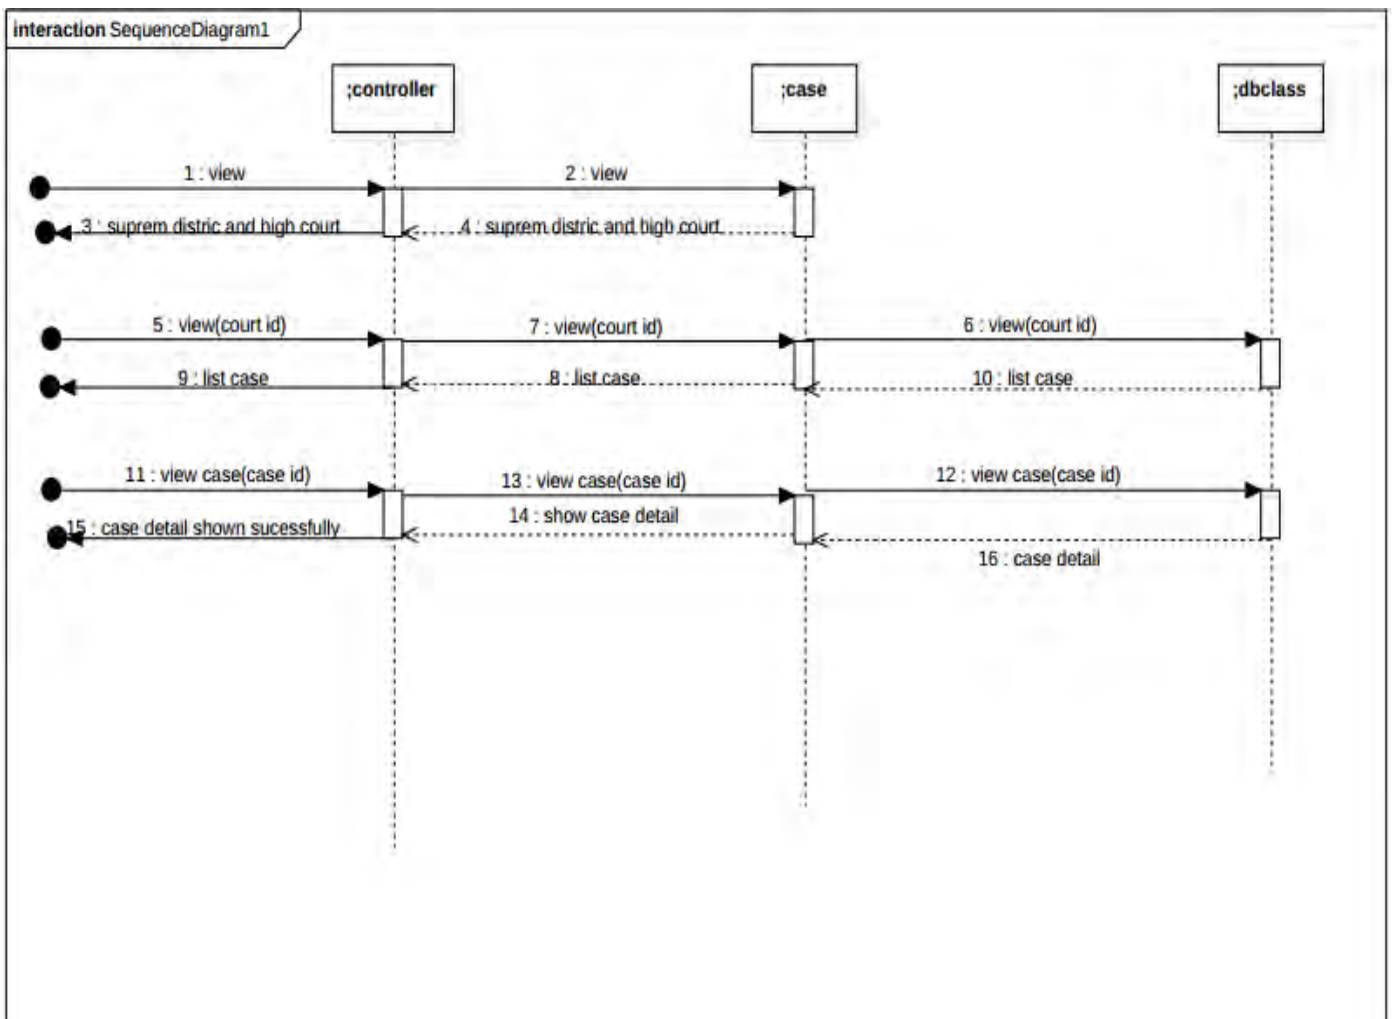 interaction SequenceDiagram1
;controller
;case
;dbclass
1 : view
2 : view
3 : suprem distric and high court
4 : suprem distric and high court
5 : view(court id)
7 : view(court id)
6 : view(court id)
9 : list case
8 : list case
10 : list case
11 : view case(case id)
13 : view case(case id)
12 : view case(case id)
15 : case detail shown sucessfully
14 : show case detail
16 : case detail